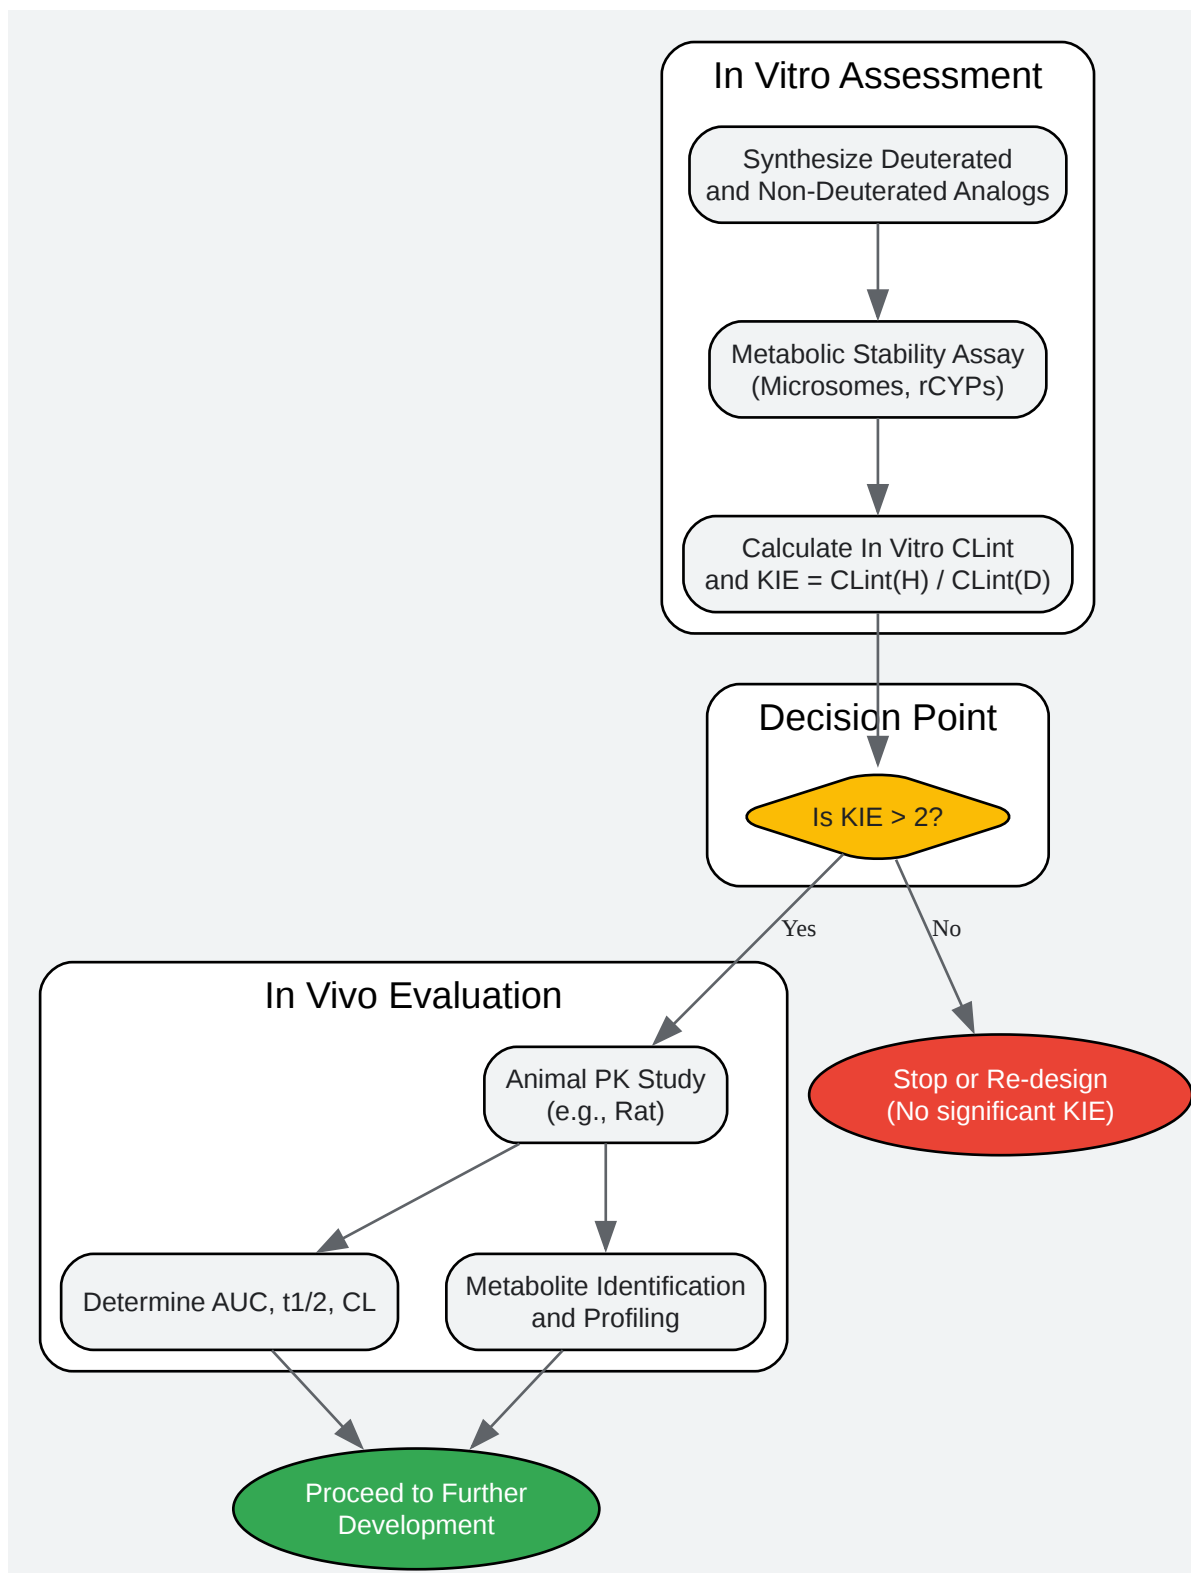 In Vitro Assessment
Synthesize Deuterated
and Non-Deuterated Analogs
Metabolic Stability Assay
(Microsomes, rCYPs)
Calculate In Vitro CLint
and KIE = CLint(H) / CLint(D)
Decision Point
Is KIE > 2?
Yes
No
In Vivo Evaluation
Animal PK Study
(e.g., Rat)
Stop or Re-design
(No significant KIE)
Determine AUC, t1/2, CL
Metabolite Identification
and Profiling
Proceed to Further
Development